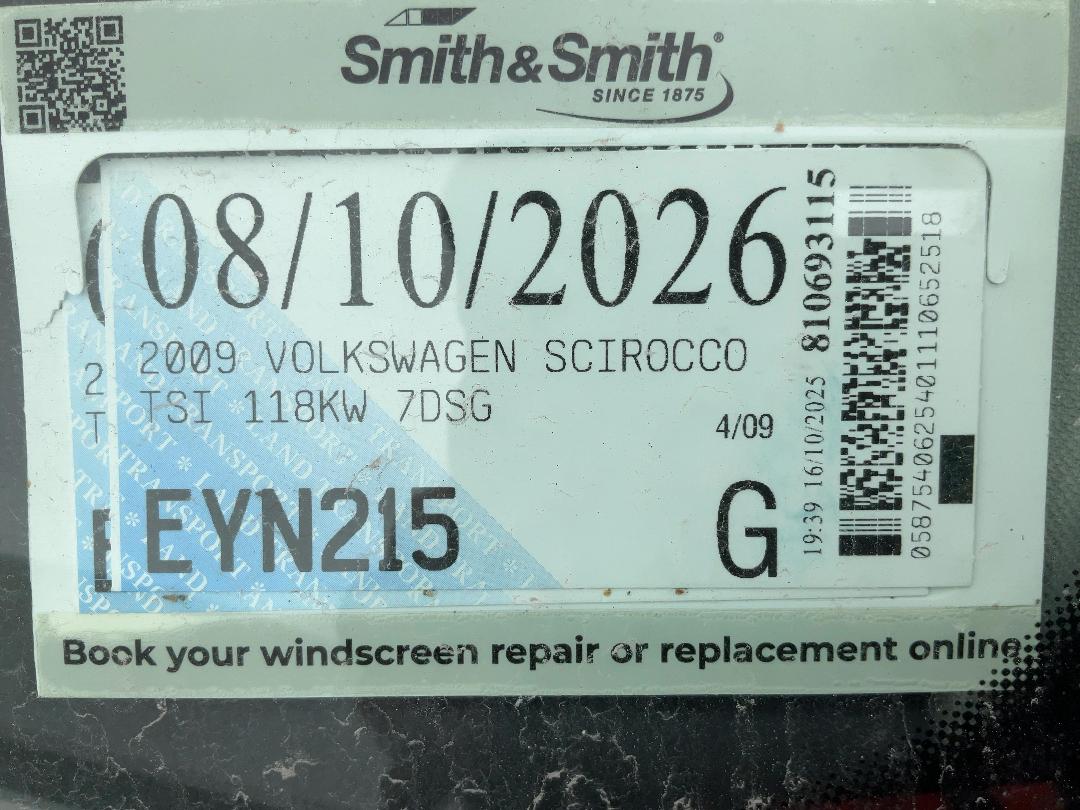 Smith&Smith®
SINCE 1875
08/10/2026
2009 VOLKSWAGEN SCIROCCO
TSI 118KW 7DSG
4/09
EYN215
G
19:39 16/10/2025 810693115
05875406254011110652518
Book your windscreen repair or replacement online